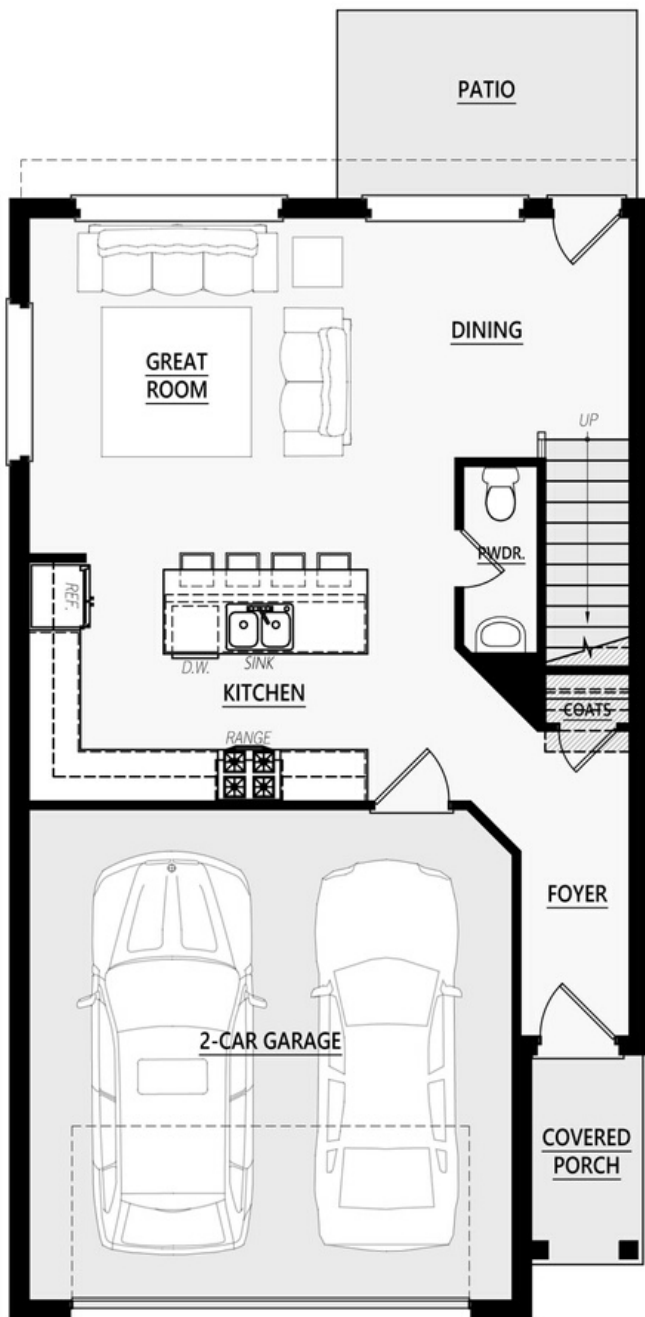 PATIO
GREAT
ROOM
DINING
UP
PWDR.
REF.
D.W.
SINK
KITCHEN
COATS
RANGE
FOYER
2-CAR GARAGE
COVERED
PORCH